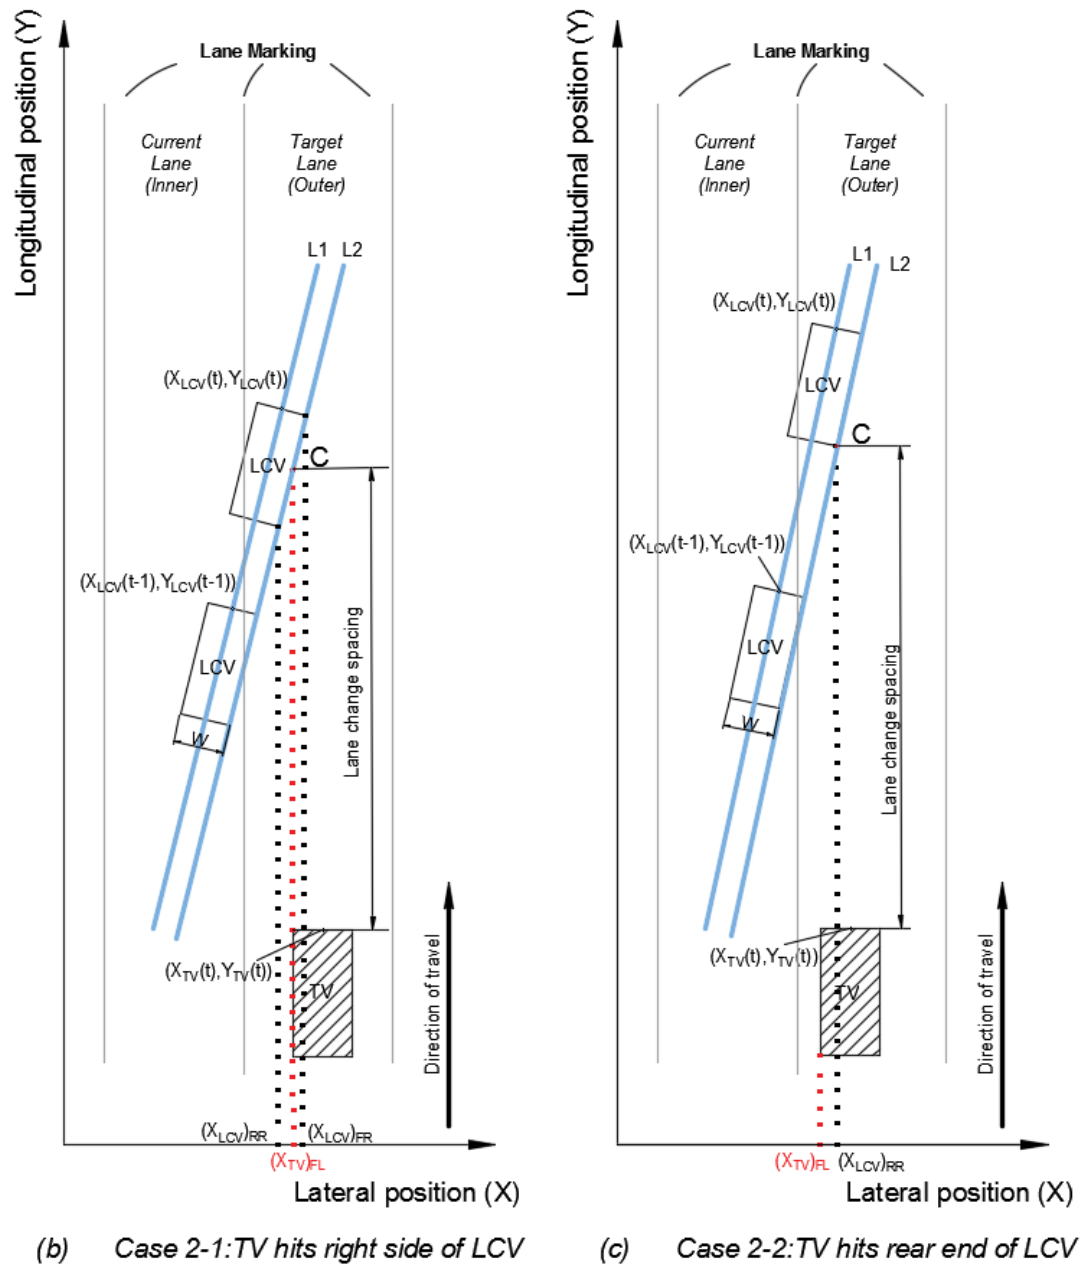 Longitudinal position (Y)
Lane Marking
Current
Lane
(Inner)
Target
Lane
(Outer)
L1 L2
(XLCV(t),YLCV(t))
LCV
C
(XLCV(t-1),YLCV(t-1))
LCV
W
Lane change spacing
(XTV(t),YTV(t))
TV
Direction of travel
(XLCV)RR
(XLCV)FR
(XTV)FL
Lateral position (X)
(b) Case 2-1:TV hits right side of LCV
Longitudinal position (Y)
Lane Marking
Current
Lane
(Inner)
Target
Lane
(Outer)
L1 L2
(XLCV(t),YLCV(t))
LCV
C
(XLCV(t-1),YLCV(t-1))
LCV
W
Lane change spacing
(XTV(t),YTV(t))
TV
Direction of travel
(XTV)FL (XLCV)RR
Lateral position (X)
(c) Case 2-2:TV hits rear end of LCV